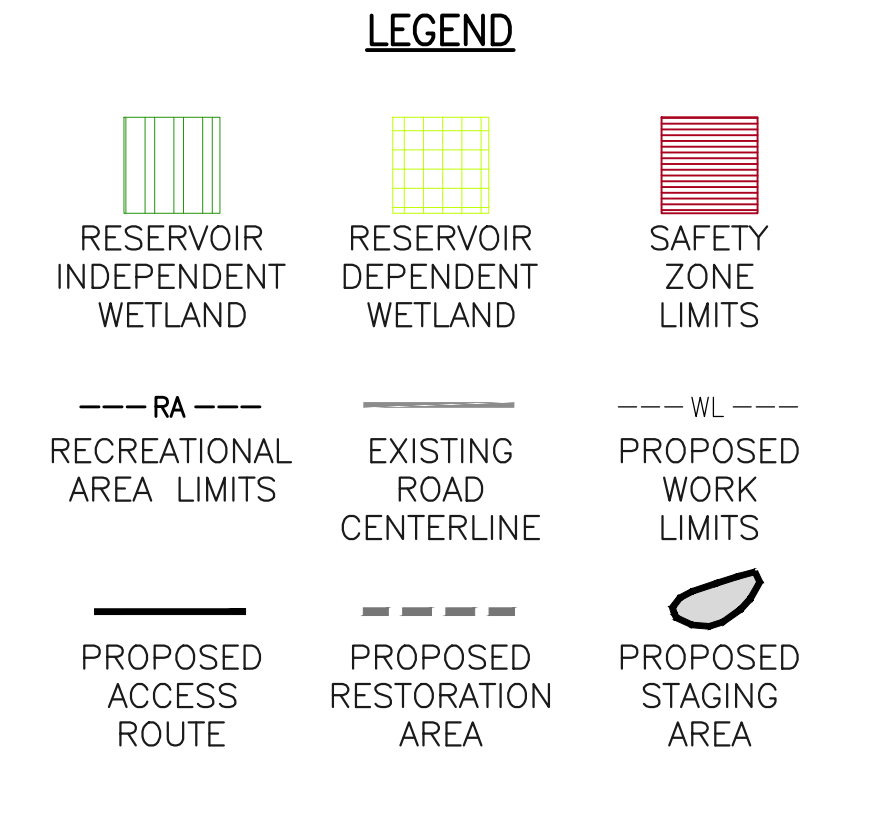 LEGEND
RESERVOIR
INDEPENDENT
WETLAND
RESERVOIR
DEPENDENT
WETLAND
SAFETY
ZONE
LIMITS
RA
RECREATIONAL
AREA LIMITS
EXISTING
ROAD
CENTERLINE
WL
PROPOSED
WORK
LIMITS
PROPOSED
ACCESS
ROUTE
PROPOSED
RESTORATION
AREA
PROPOSED
STAGING
AREA